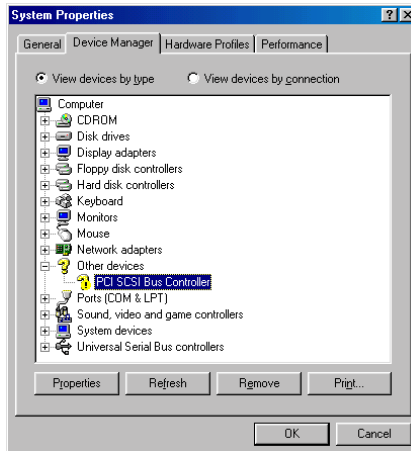 System Properties
General Device Manager Hardware Profiles Performance
View devices by type View devices by connection
Computer
CDROM
Disk drives
Display adapters
Floppy disk controllers
Hard disk controllers
Keyboard
Monitors
Mouse
Network adapters
Other devices
PCI SCSI Bus Controller
Ports (COM & LPT)
Sound, video and game controllers
System devices
Universal Serial Bus controllers
Properties Refresh Remove Print...
OK Cancel